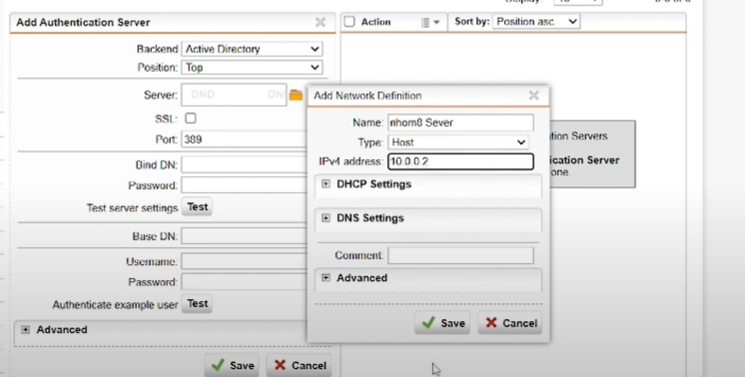 Add Authentication Server
Backend Active Directory
Position: Top
Server: DND
SSL:
Port: 389
Bind DN:
Password:
Test server settings Test
Base DN:
Username:
Password:
Authenticate example user Test
Advanced
Save Cancel
Action Sort by: Position asc
Add Network Definition
Name: nhom8 Sever
Type: Host
IPv4 address: 10.0.0.2
DHCP Settings
DNS Settings
Comment:
Advanced
Save Cancel
tion Servers
ication Server
one.